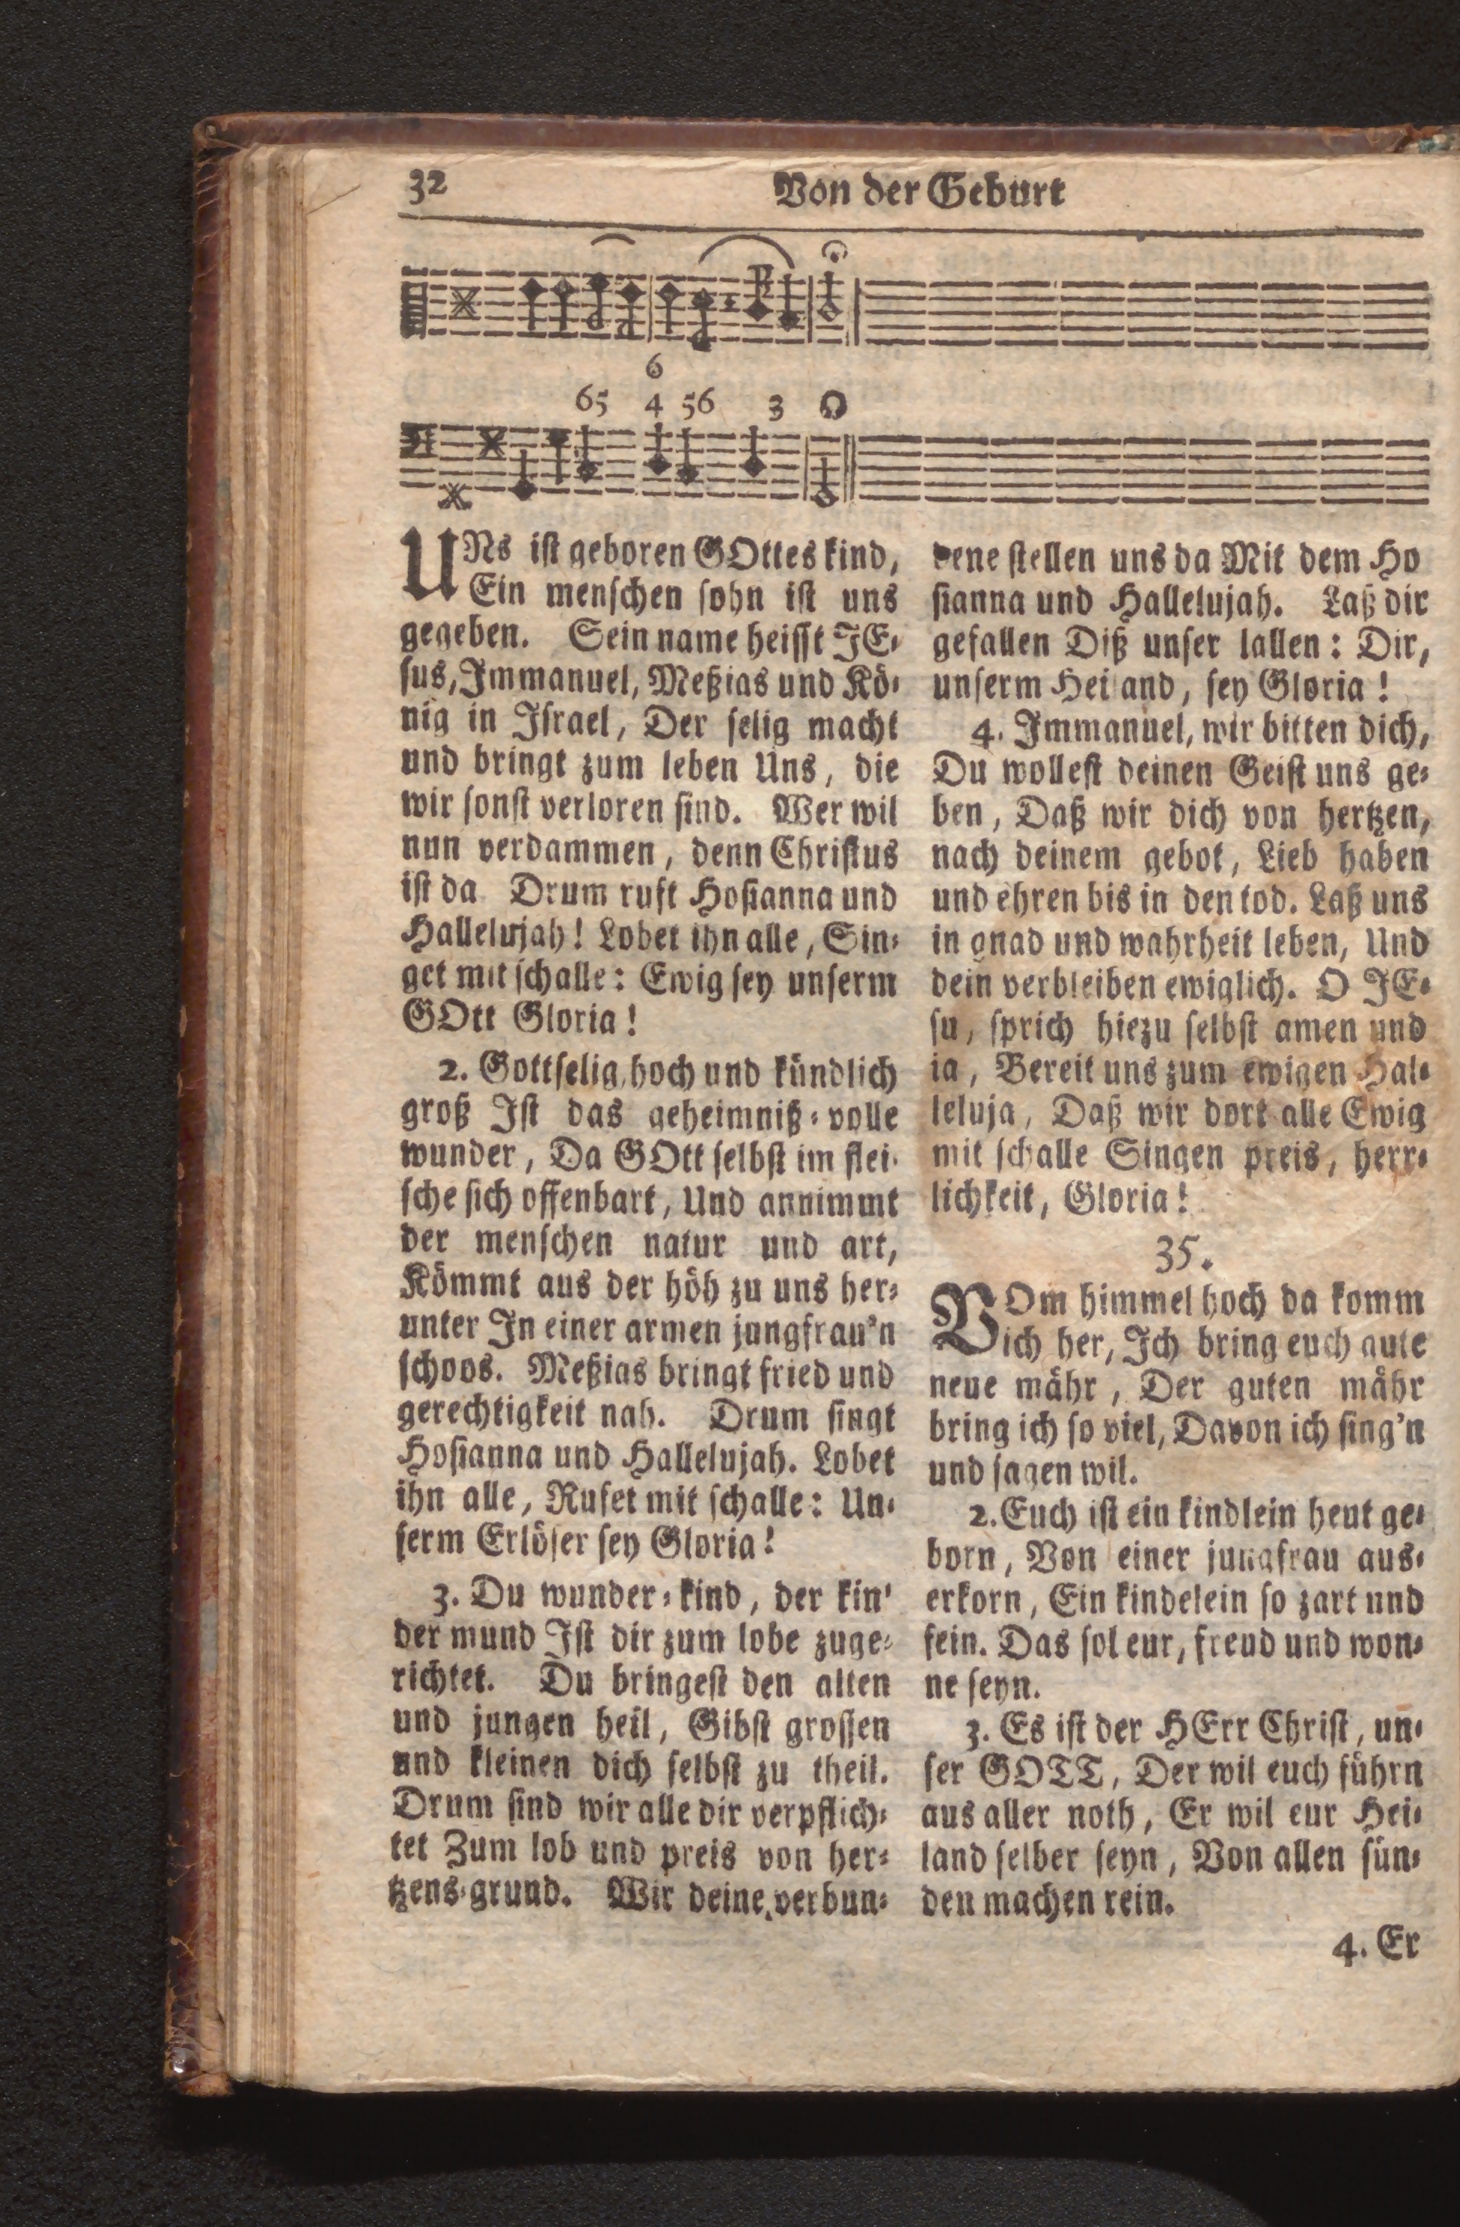 32
Von der Geburt
6
65 4 56 3
UNs ist geboren GOttes kind,
Ein menschen sohn ist uns
gegeben. Sein name heisst JE-
sus, Immanuel, Meßias und Kö-
nig in Israel, Der selig macht
und bringt zum leben Uns, die
wir sonst verloren sind. Wer wil
nun verdammen, denn Christus
ist da Drum ruft Hosianna und
Hallelujah! Lobet ihn alle, Sin-
get mit schalle: Ewig sey unserm
GOtt Gloria!
2. Gottselig, hoch und kündlich
groß Ist das geheimniß-volle
wunder, Da GOtt selbst im flei-
sche sich offenbart, Und annimmt
der menschen natur und art,
Kömmt aus der höh zu uns her-
unter In einer armen jungfrau'n
schoos. Meßias bringt fried und
gerechtigkeit nah. Drum singt
Hosianna und Hallelujah. Lobet
ihn alle, Rufet mit schalle: Un-
serm Erlöser sey Gloria!
3. Du wunder-kind, der kin'
der mund Ist dir zum lobe zuge-
richtet. Du bringest den alten
und jungen heil, Gibst grossen
und kleinen dich selbst zu theil.
Drum sind wir alle dir verpflich-
tet Zum lob und preis von her-
tzens-grund. Wir deine verbun-
dene stellen uns da Mit dem Ho
sianna und Hallelujah. Laß dir
gefallen Diß unser lallen: Dir,
unserm Heiland, sey Gloria!
4. Immanuel, wir bitten dich,
Du wollest deinen Geist uns ge-
ben, Daß wir dich von hertzen,
nach deinem gebot, Lieb haben
und ehren bis in den tod. Laß uns
in gnad und wahrheit leben, Und
dein verbleiben ewiglich. O JE-
su, sprich hiezu selbst amen und
ia, Bereit uns zum ewigen Hal-
leluja, Daß wir dort alle Ewig
mit schalle Singen preis, herr-
lichkeit, Gloria!
35.
VOm himmel hoch da komm
ich her, Ich bring euch gute
neue mähr, Der guten mähr
bring ich so viel, Davon ich sing'n
und sagen wil.
2. Euch ist ein kindlein heut ge-
born, Von einer jungfrau aus-
erkorn, Ein kindelein so zart und
fein. Das sol eur, freud und won-
ne seyn.
3. Es ist der HErr Christ, un-
ser GOTT, Der wil euch führn
aus aller noth, Er wil eur Hei-
land selber seyn, Von allen sün-
den machen rein.
4. Er